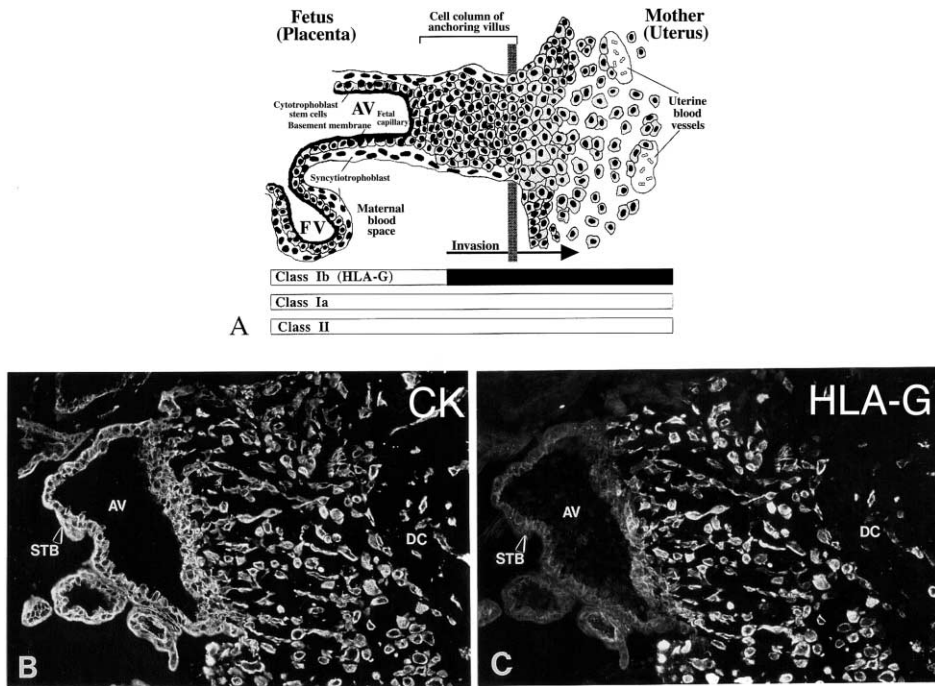 Fetus
(Placenta)
Cell column of
anchoring villus
Mother
(Uterus)
Cytotrophoblast
stem cells
AV
Fetal
capillary
Basement membrane
Uterine
blood
vessels
Syncytiotrophoblast
Maternal
blood
space
FV
Invasion
Class Ib (HLA-G)
Class Ia
Class II
A
CK
AV
STB
DC
B
HLA-G
AV
STB
DC
C